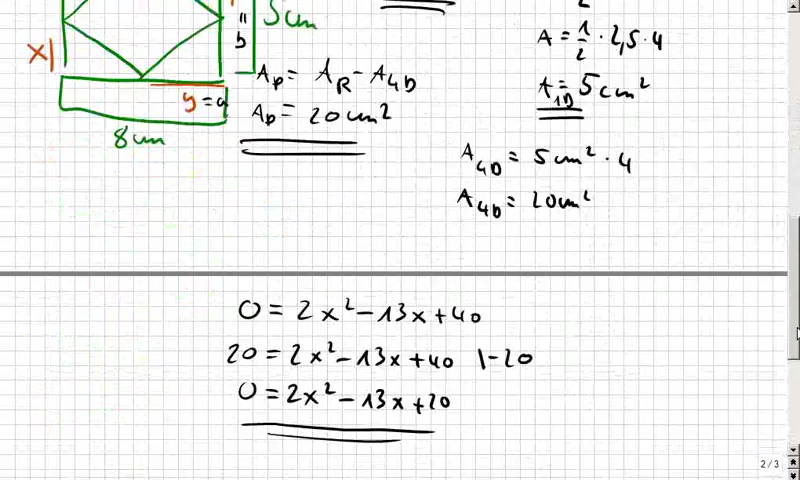 5cm
b
x
y = a
8cm
A_P = A_R - A_4D
A_P = 20cm²
A = 1/2 · 2,5 · 4
A_1D = 5cm²
A_4D = 5cm² · 4
A_4D = 20cm²
0 = 2x² - 13x + 40
20 = 2x² - 13x + 40 |-20
0 = 2x² - 13x + 20
2/3